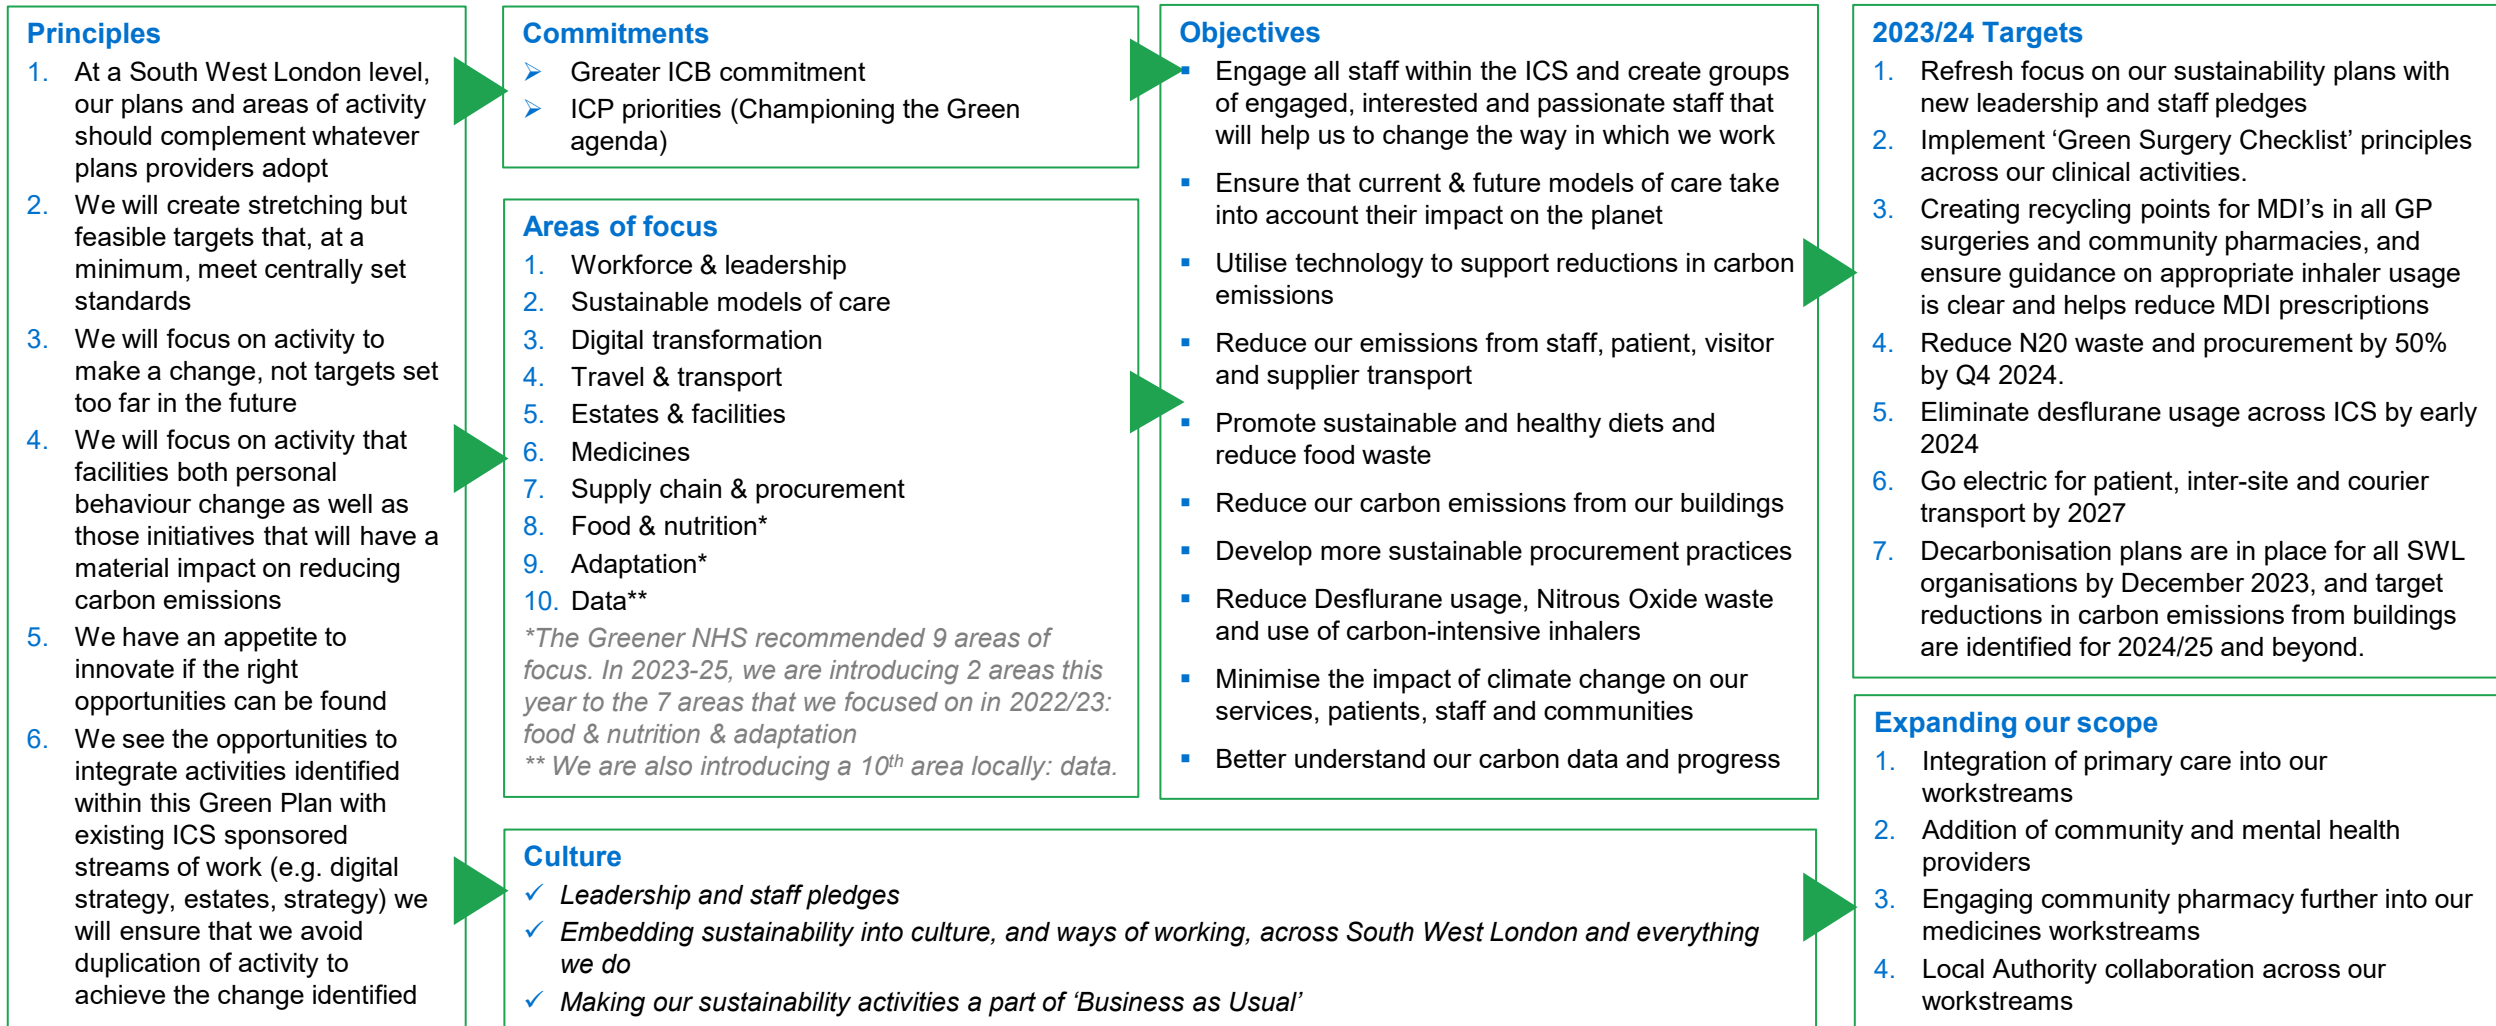 Principles
1. At a South West London level,
our plans and areas of activity
should complement whatever
plans providers adopt
2. We will create stretching but
feasible targets that, at a
minimum, meet centrally set
standards
3. We will focus on activity to
make a change, not targets set
too far in the future
4. We will focus on activity that
facilities both personal
behaviour change as well as
those initiatives that will have a
material impact on reducing
carbon emissions
5. We have an appetite to
innovate if the right
opportunities can be found
6. We see the opportunities to
integrate activities identified
within this Green Plan with
existing ICS sponsored
streams of work (e.g. digital
strategy, estates, strategy) we
will ensure that we avoid
duplication of activity to
achieve the change identified
Commitments
➢ Greater ICB commitment
➢ ICP priorities (Championing the Green
agenda)
Areas of focus
1. Workforce & leadership
2. Sustainable models of care
3. Digital transformation
4. Travel & transport
5. Estates & facilities
6. Medicines
7. Supply chain & procurement
8. Food & nutrition*
9. Adaptation*
10. Data**
*The Greener NHS recommended 9 areas of
focus. In 2023-25, we are introducing 2 areas this
year to the 7 areas that we focused on in 2022/23:
food & nutrition & adaptation
** We are also introducing a 10th area locally: data.
Objectives
▪ Engage all staff within the ICS and create groups
of engaged, interested and passionate staff that
will help us to change the way in which we work
▪ Ensure that current & future models of care take
into account their impact on the planet
▪ Utilise technology to support reductions in carbon
emissions
▪ Reduce our emissions from staff, patient, visitor
and supplier transport
▪ Promote sustainable and healthy diets and
reduce food waste
▪ Reduce our carbon emissions from our buildings
▪ Develop more sustainable procurement practices
▪ Reduce Desflurane usage, Nitrous Oxide waste
and use of carbon-intensive inhalers
▪ Minimise the impact of climate change on our
services, patients, staff and communities
▪ Better understand our carbon data and progress
Culture
✓ Leadership and staff pledges
✓ Embedding sustainability into culture, and ways of working, across South West London and everything
we do
✓ Making our sustainability activities a part of ‘Business as Usual’
2023/24 Targets
1. Refresh focus on our sustainability plans with
new leadership and staff pledges
2. Implement ‘Green Surgery Checklist’ principles
across our clinical activities.
3. Creating recycling points for MDI’s in all GP
surgeries and community pharmacies, and
ensure guidance on appropriate inhaler usage
is clear and helps reduce MDI prescriptions
4. Reduce N20 waste and procurement by 50%
by Q4 2024.
5. Eliminate desflurane usage across ICS by early
2024
6. Go electric for patient, inter-site and courier
transport by 2027
7. Decarbonisation plans are in place for all SWL
organisations by December 2023, and target
reductions in carbon emissions from buildings
are identified for 2024/25 and beyond.
Expanding our scope
1. Integration of primary care into our
workstreams
2. Addition of community and mental health
providers
3. Engaging community pharmacy further into our
medicines workstreams
4. Local Authority collaboration across our
workstreams